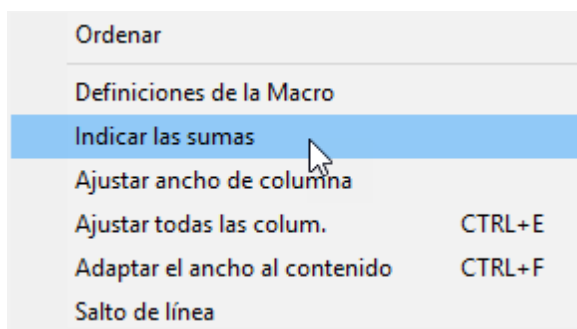 Ordenar
Definiciones de la Macro
Indicar las sumas
Ajustar ancho de columna
Ajustar todas las colum. CTRL+E
Adaptar el ancho al contenido CTRL+F
Salto de línea